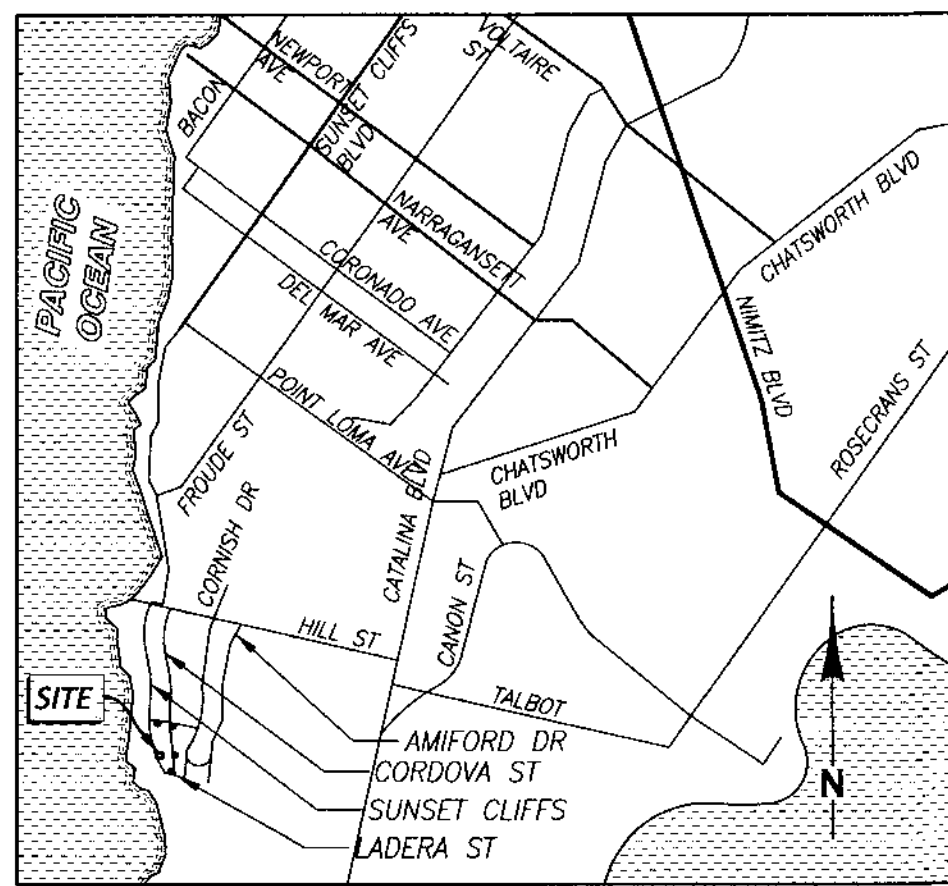 NEWPORT
AVE
BACON
SUNSET CLIFFS
BLVD
VOLTAIRE
ST
NARRAGANSETT
AVE
CORONADO AVE
DEL MAR AVE
CHATSWORTH BLVD
NIMITZ BLVD
ROSECRANS ST
PACIFIC
OCEAN
POINT LOMA AVE
FROUDE ST
CORNISH DR
CATALINA BLVD
CHATSWORTH
BLVD
CANON ST
HILL ST
TALBOT
SITE
AMIFORD DR
CORDOVA ST
SUNSET CLIFFS
LADERA ST
N